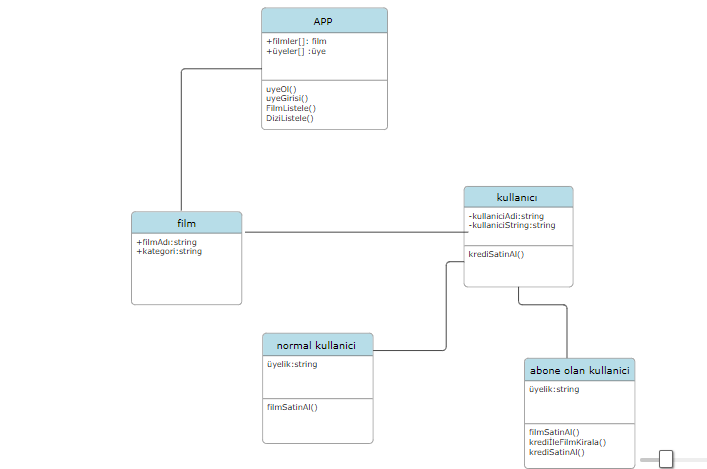 APP
+filmler[]: film
+üyeler[] :üye
uyeOl()
uyeGirisi()
FilmListele()
DiziListele()
film
+filmAdı:string
+kategori:string
kullanıcı
-kullaniciAdi:string
-kullaniciString:string
krediSatinAl()
normal kullanici
üyelik:string
filmSatinAl()
abone olan kullanici
üyelik:string
filmSatinAl()
krediIleFilmKirala()
krediSatinAl()